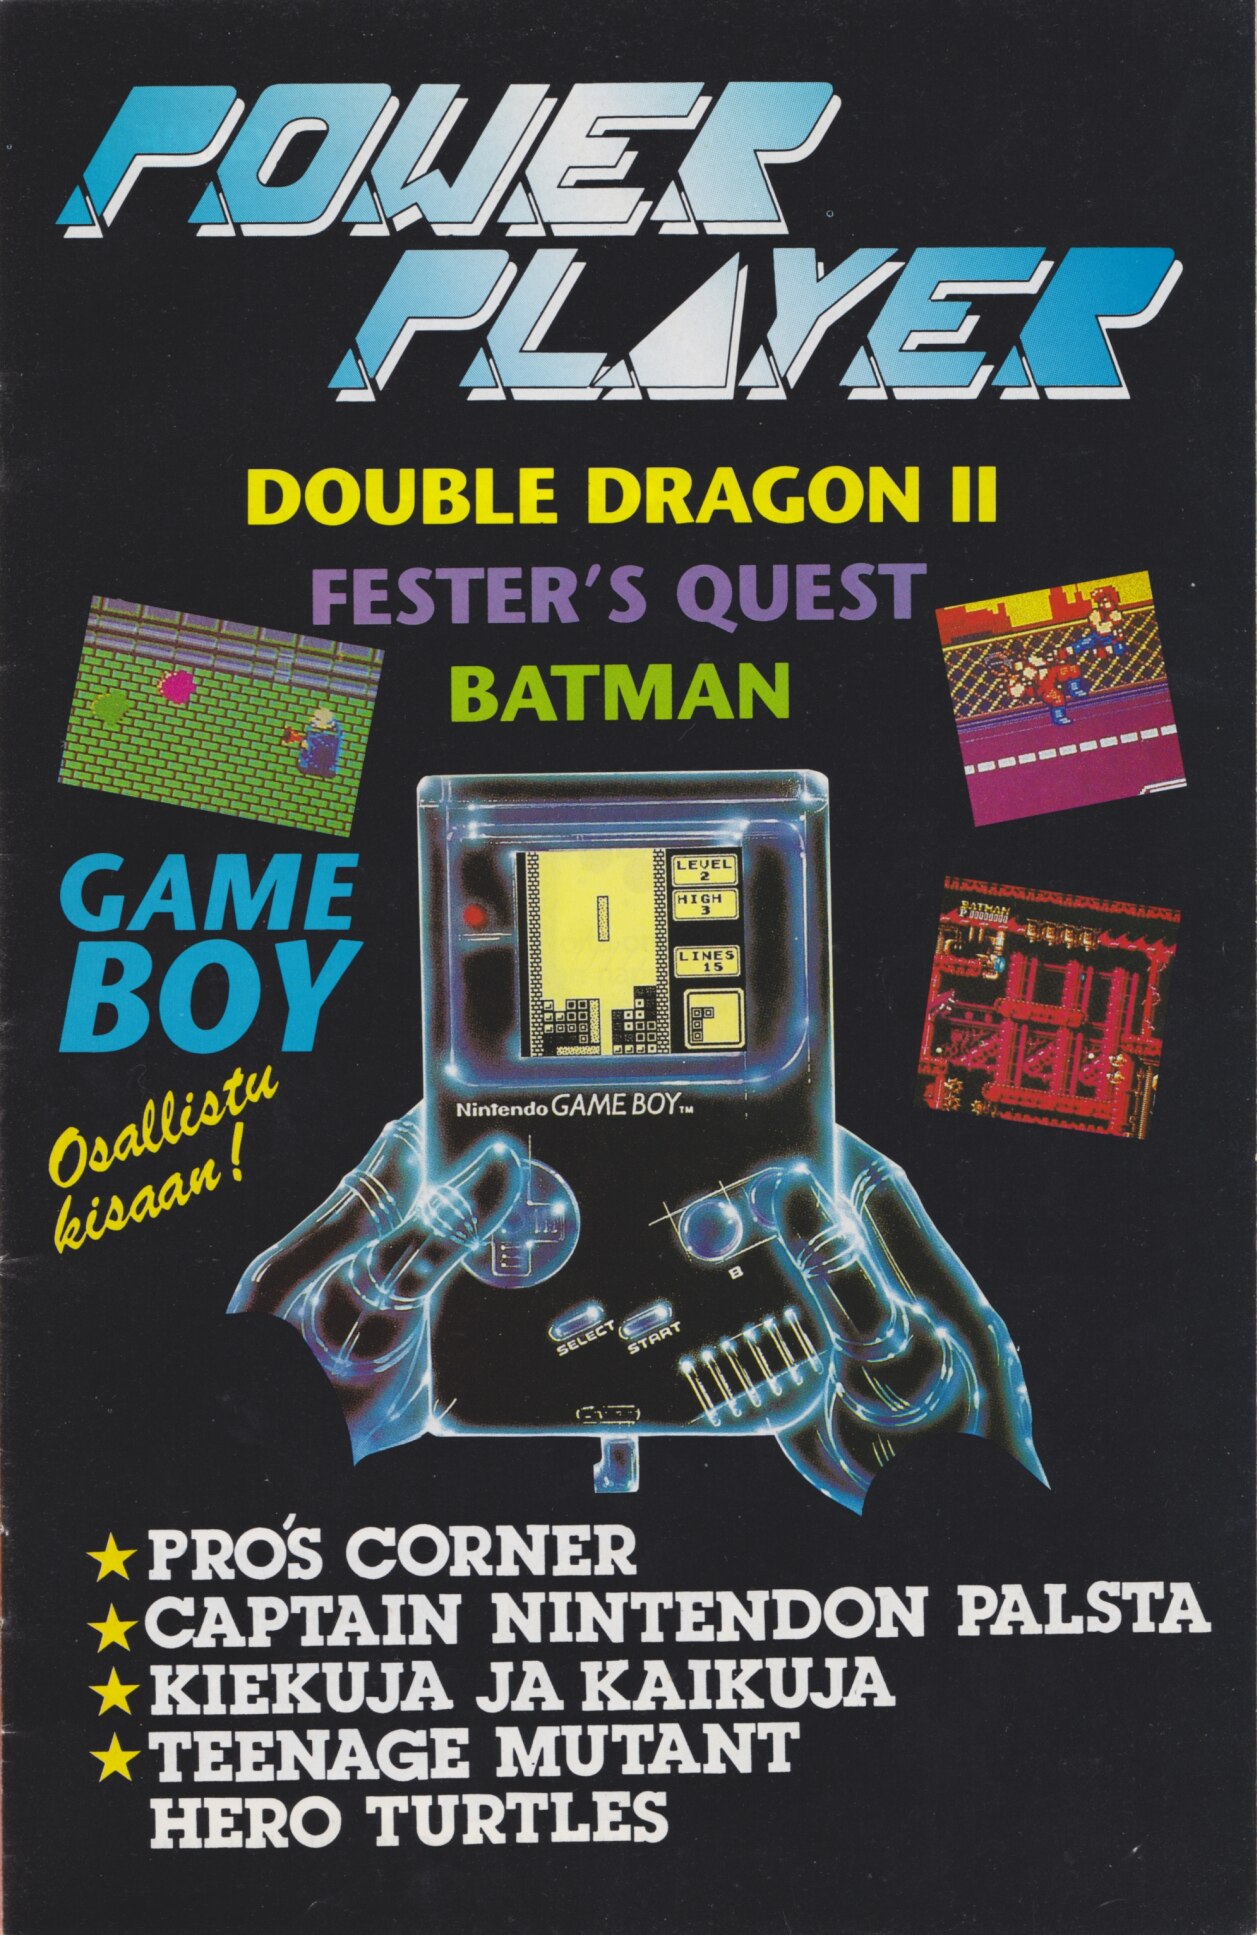 POWER
PLAYER
DOUBLE DRAGON II
FESTER'S QUEST
BATMAN
GAME
BOY
Osallistu
kisaan!
LEVEL
2
HIGH
3
LINES
15
BATMAN
Nintendo GAME BOY™
B
SELECT
START
★ PRO'S CORNER
★ CAPTAIN NINTENDON PALSTA
★ KIEKUJA JA KAIKUJA
★ TEENAGE MUTANT
HERO TURTLES